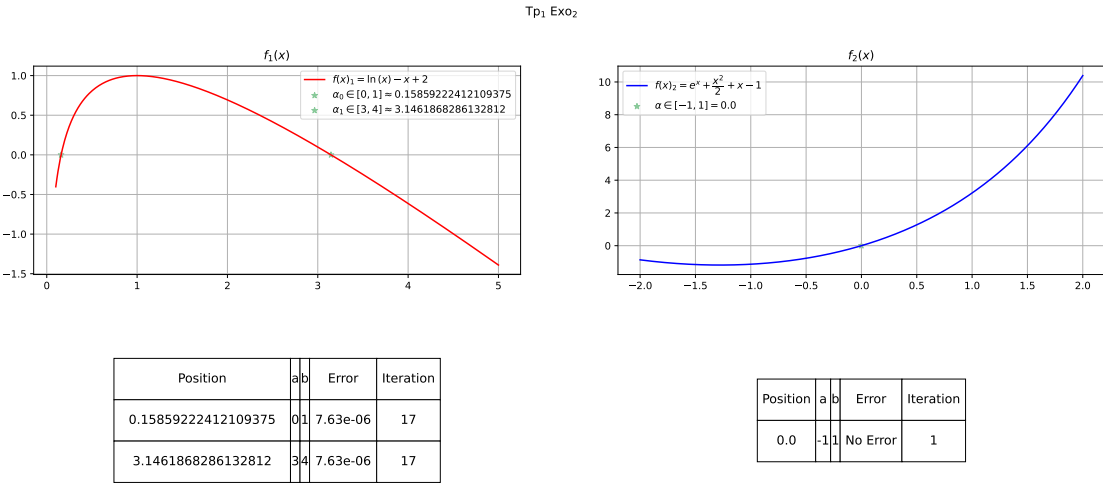 Tp₁ Exo₂
f₁(x)
f(x)₁ = ln (x) − x + 2
α₀ ∈ [0, 1] ≈ 0.15859222412109375
α₁ ∈ [3, 4] ≈ 3.1461868286132812
1.0
0.5
0.0
−0.5
−1.0
−1.5
0 1 2 3 4 5
f₂(x)
f(x)₂ = eˣ + x²/2 + x − 1
α ∈ [−1, 1] = 0.0
10
8
6
4
2
0
−2.0 −1.5 −1.0 −0.5 0.0 0.5 1.0 1.5 2.0
Position a b Error Iteration
0.15859222412109375 0 1 7.63e-06 17
3.1461868286132812 3 4 7.63e-06 17
Position a b Error Iteration
0.0 -1 1 No Error 1